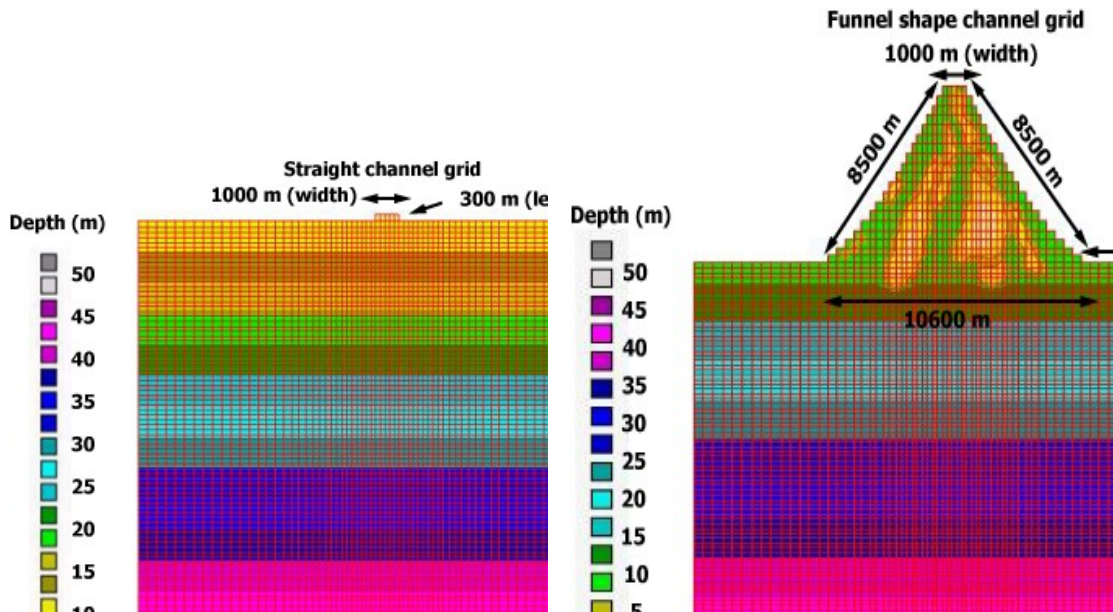 Straight channel grid
1000 m (width)
300 m (le
Depth (m)
50
45
40
35
30
25
20
15
10
Funnel shape channel grid
1000 m (width)
8500 m
8500 m
10600 m
Depth (m)
50
45
40
35
30
25
20
15
10
5